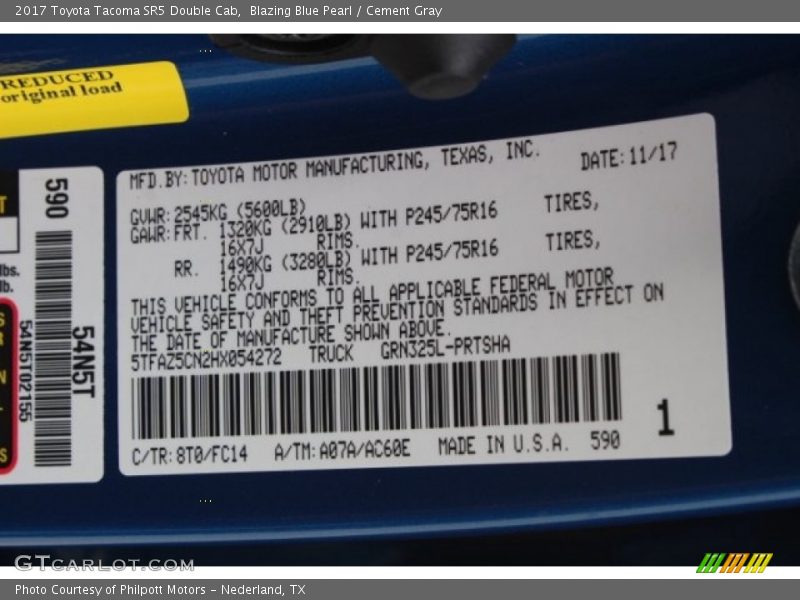 2017 Toyota Tacoma SR5 Double Cab, Blazing Blue Pearl / Cement Gray
REDUCED
original load
MFD.BY:TOYOTA MOTOR MANUFACTURING, TEXAS, INC. DATE:11/17
GVWR:2545KG (5600LB)
GAWR:FRT. 1320KG (2910LB) WITH P245/75R16 TIRES,
16X7J RIMS.
RR. 1490KG (3280LB) WITH P245/75R16 TIRES,
16X7J RIMS.
THIS VEHICLE CONFORMS TO ALL APPLICABLE FEDERAL MOTOR
VEHICLE SAFETY AND THEFT PREVENTION STANDARDS IN EFFECT ON
THE DATE OF MANUFACTURE SHOWN ABOVE.
5TFAZ5CN2HX054272 TRUCK GRN325L-PRTSHA
C/TR:8T0/FC14 A/TM:A07A/AC60E MADE IN U.S.A. 590
1
590
54N5T
54N5T02155
lbs.
lb.
GTCARLOT.COM
Photo Courtesy of Philpott Motors - Nederland, TX